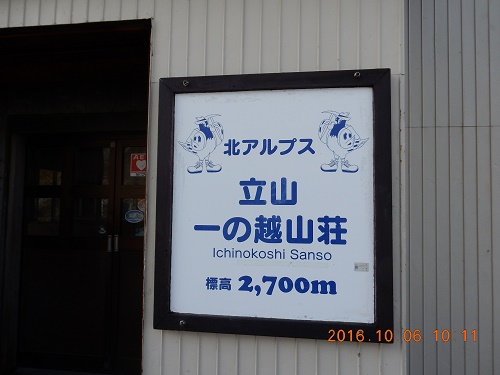 北アルプス
立山
一の越山荘
Ichinokoshi Sanso
標高 2,700m
AED
2016.10.06 10:11